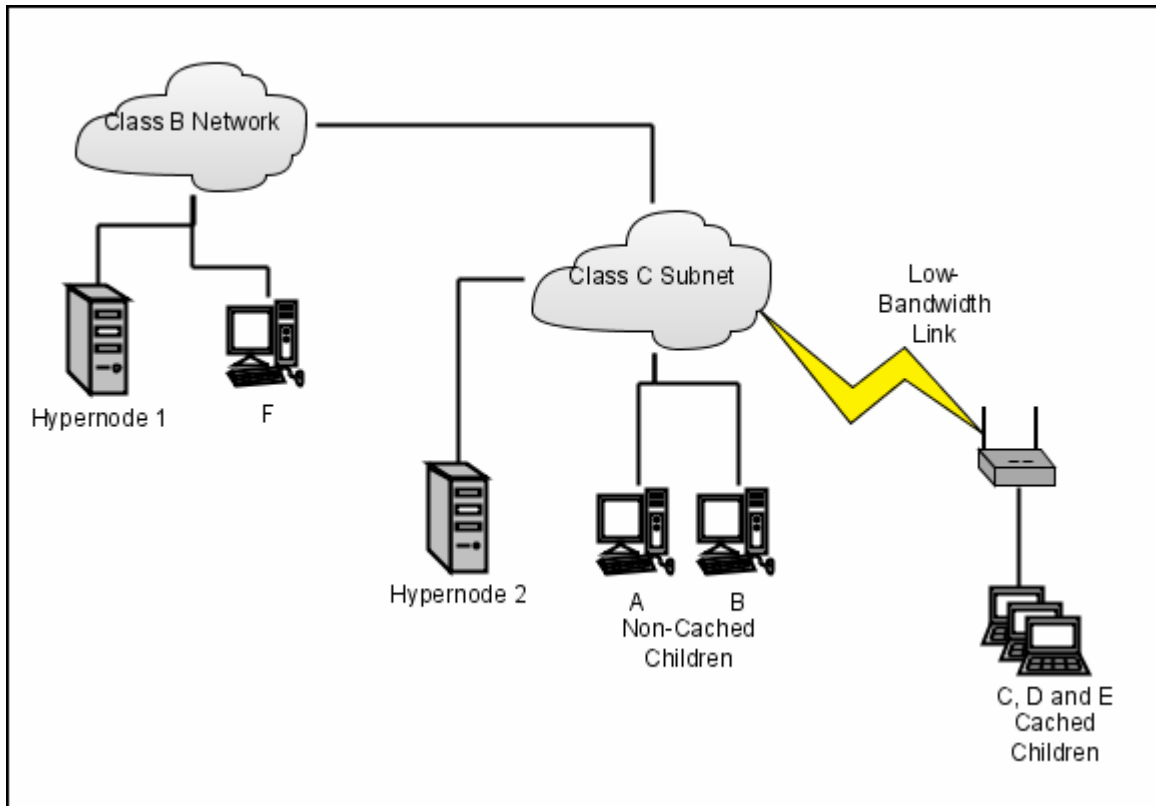 Class B Network
Class C Subnet
Low-
Bandwidth
Link
Hypernode 1
F
Hypernode 2
A
B
Non-Cached
Children
C, D and E
Cached
Children